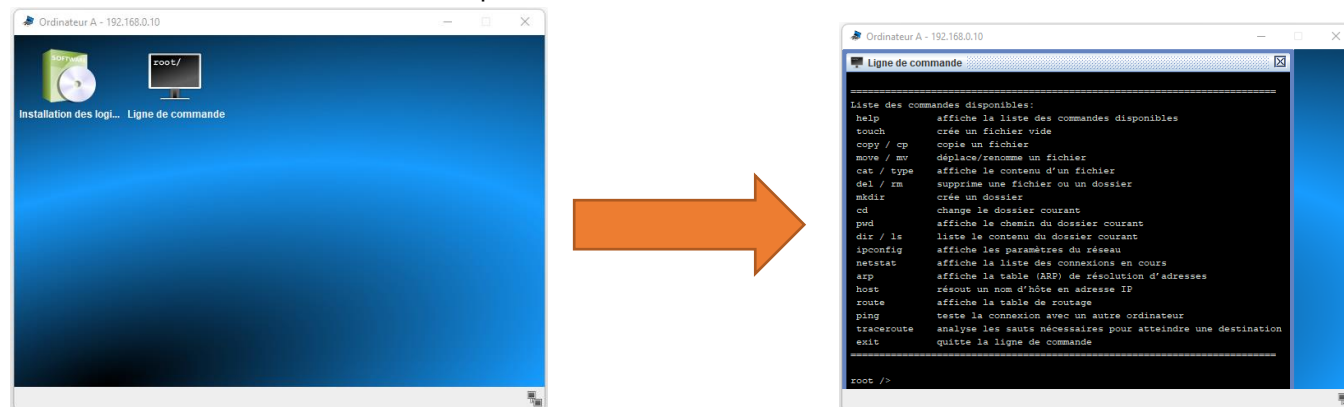 Ordinateur A - 192.168.0.10
SOFTWARE
root/
Installation des logi... Ligne de commande
Ordinateur A - 192.168.0.10
Ligne de commande
Liste des commandes disponibles:
help affiche la liste des commandes disponibles
touch crée un fichier vide
copy / cp copie un fichier
move / mv déplace/renomme un fichier
cat / type affiche le contenu d'un fichier
del / rm supprime une fichier ou un dossier
mkdir crée un dossier
cd change le dossier courant
pwd affiche le chemin du dossier courant
dir / ls liste le contenu du dossier courant
ipconfig affiche les paramètres du réseau
netstat affiche la liste des connexions en cours
arp affiche la table (ARP) de résolution d'adresses
host résout un nom d'hôte en adresse IP
route affiche la table de routage
ping teste la connexion avec un autre ordinateur
traceroute analyse les sauts nécessaires pour atteindre une destination
exit quitte la ligne de commande
root />